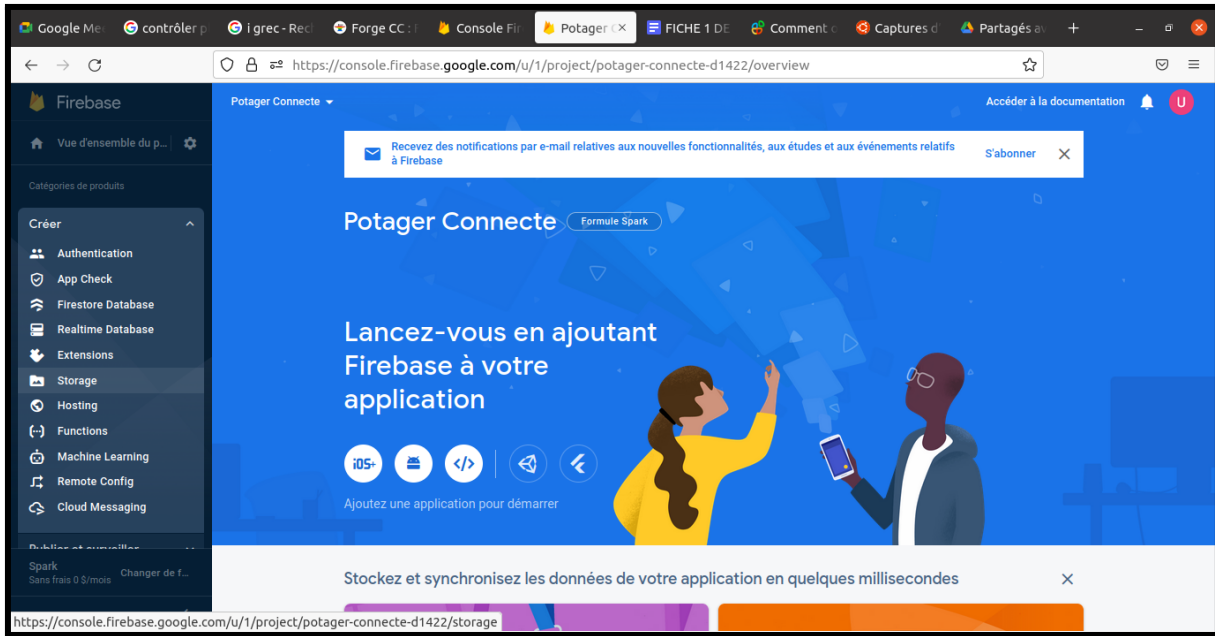 Google Me
contrôler p
i grec - Rech
Forge CC : F
Console Fir
Potager C
FICHE 1 DE
Comment o
Captures d'
Partagés av
https://console.firebase.google.com/u/1/project/potager-connecte-d1422/overview
Firebase
Potager Connecte
Accéder à la documentation
U
Vue d'ensemble du p...
Recevez des notifications par e-mail relatives aux nouvelles fonctionnalités, aux études et aux événements relatifs
à Firebase
S'abonner
Catégories de produits
Créer
Authentication
App Check
Firestore Database
Realtime Database
Extensions
Storage
Hosting
Functions
Machine Learning
Remote Config
Cloud Messaging
Publier et surveiller
Spark
Sans frais 0 $/mois
Changer de f...
Potager Connecte
Formule Spark
Lancez-vous en ajoutant
Firebase à votre
application
iOS+
</>
Ajoutez une application pour démarrer
Stockez et synchronisez les données de votre application en quelques millisecondes
https://console.firebase.google.com/u/1/project/potager-connecte-d1422/storage